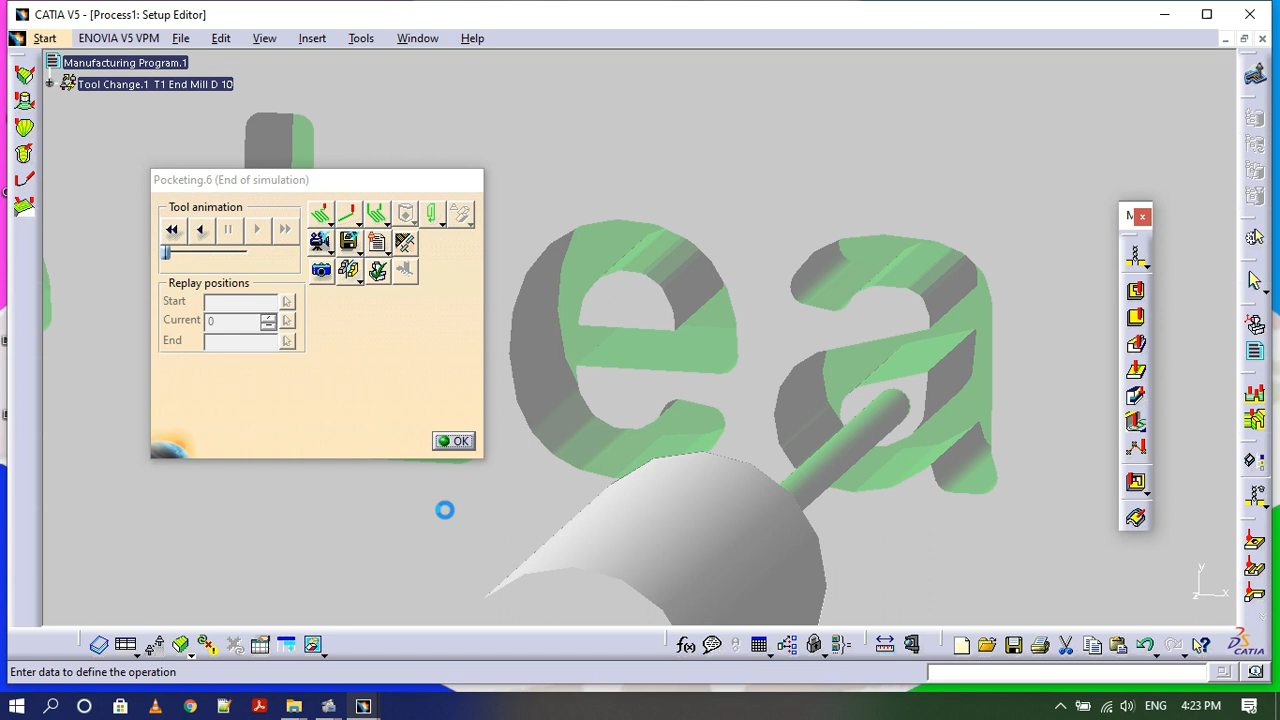 CATIA V5 - [Process1: Setup Editor]
Start ENOVIA V5 VPM File Edit View Insert Tools Window Help
Manufacturing Program.1
Tool Change.1 T1 End Mill D 10
Pocketing.6 (End of simulation)
Tool animation
Replay positions
Start
Current 0
End
OK
ea
M
y
z x
f(x)
CATIA
Enter data to define the operation
ENG 4:23 PM